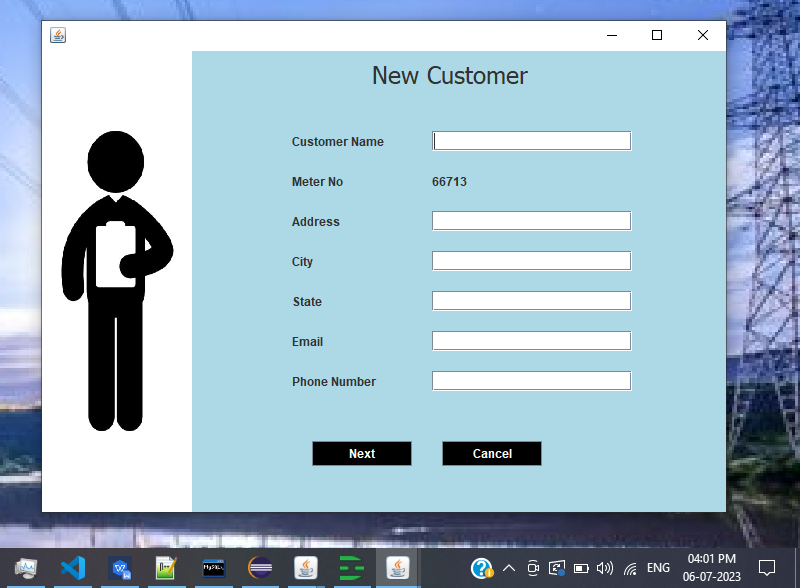 New Customer
Customer Name
Meter No 66713
Address
City
State
Email
Phone Number
Next Cancel
MySQL
ENG
04:01 PM
06-07-2023